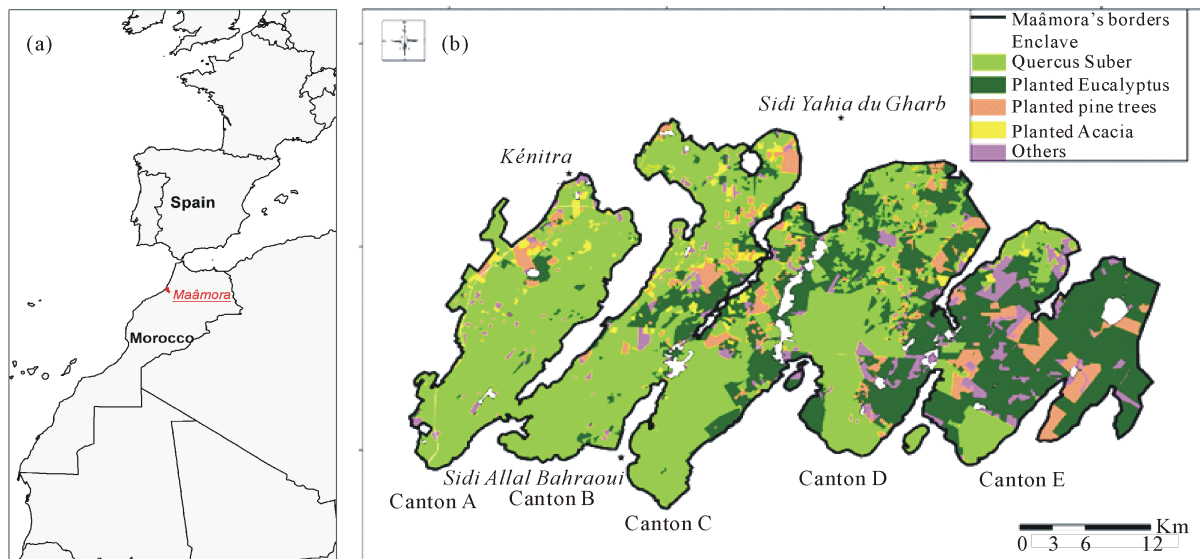 (a)
Spain
Maâmora
Morocco
(b)
Maâmora's borders
Enclave
Quercus Suber
Planted Eucalyptus
Planted pine trees
Planted Acacia
Others
Sidi Yahia du Gharb
Kénitra
Sidi Allal Bahraoui
Canton A
Canton B
Canton C
Canton D
Canton E
Km
0 3 6 12